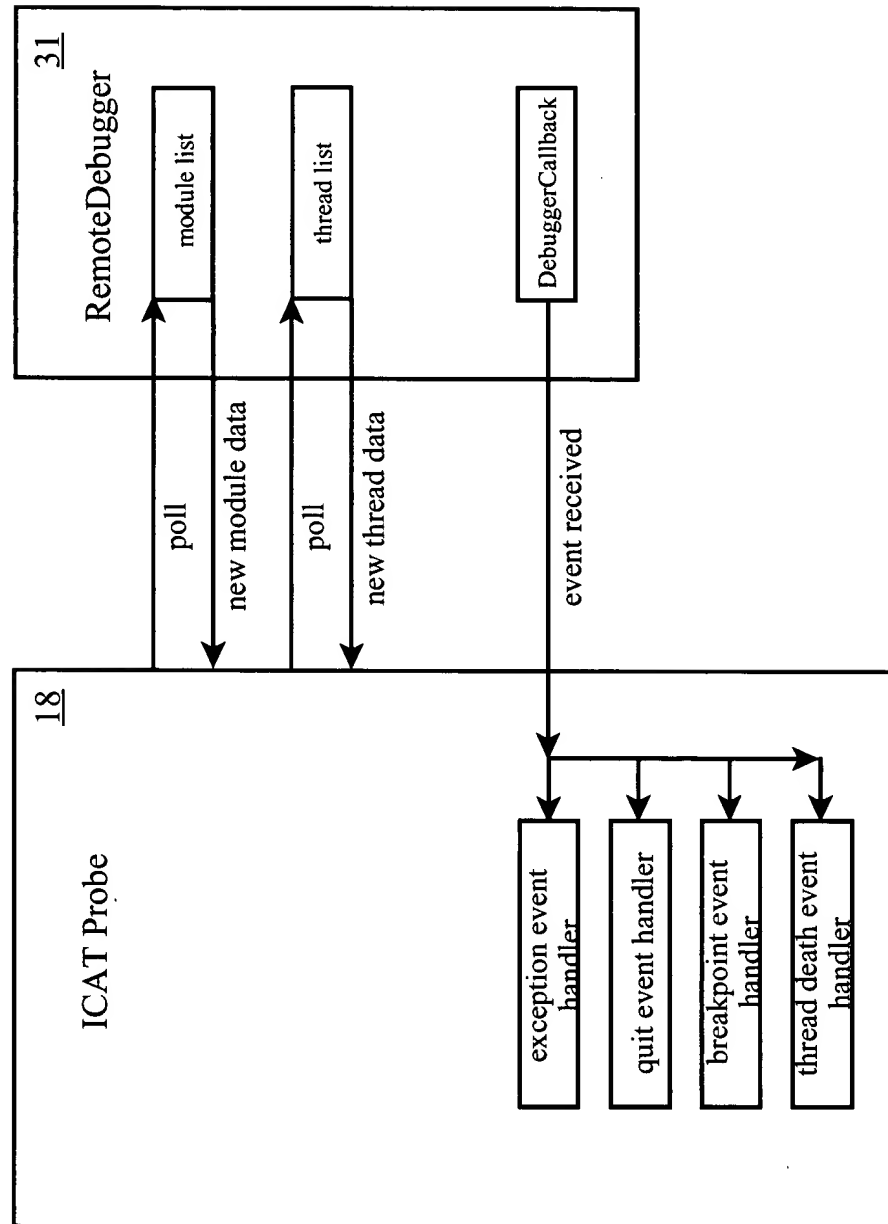 ICAT Probe
18
exception event
handler
quit event handler
breakpoint event
handler
thread death event
handler
poll
new module data
poll
new thread data
event received
RemoteDebugger
31
module list
thread list
DebuggerCallback